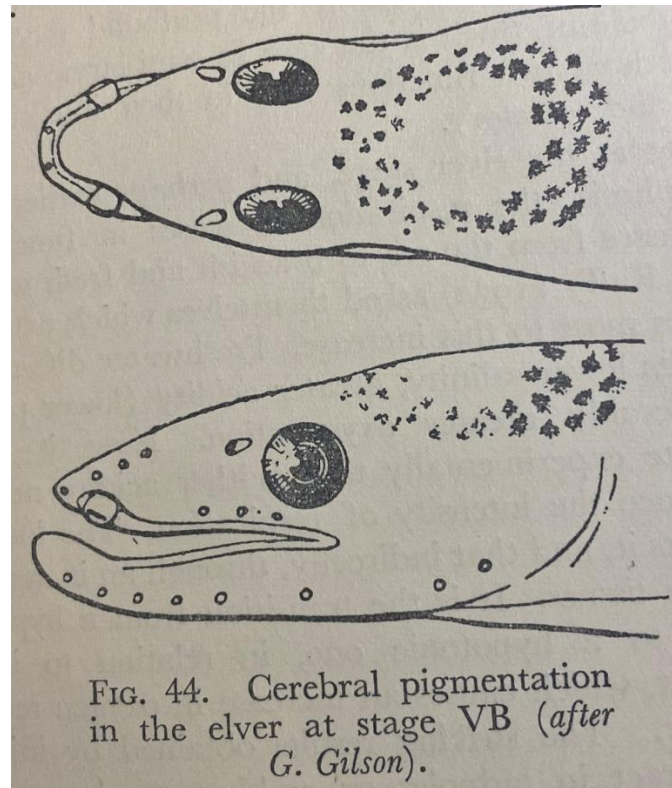 FIG. 44. Cerebral pigmentation
in the elver at stage VB (after
G. Gilson).